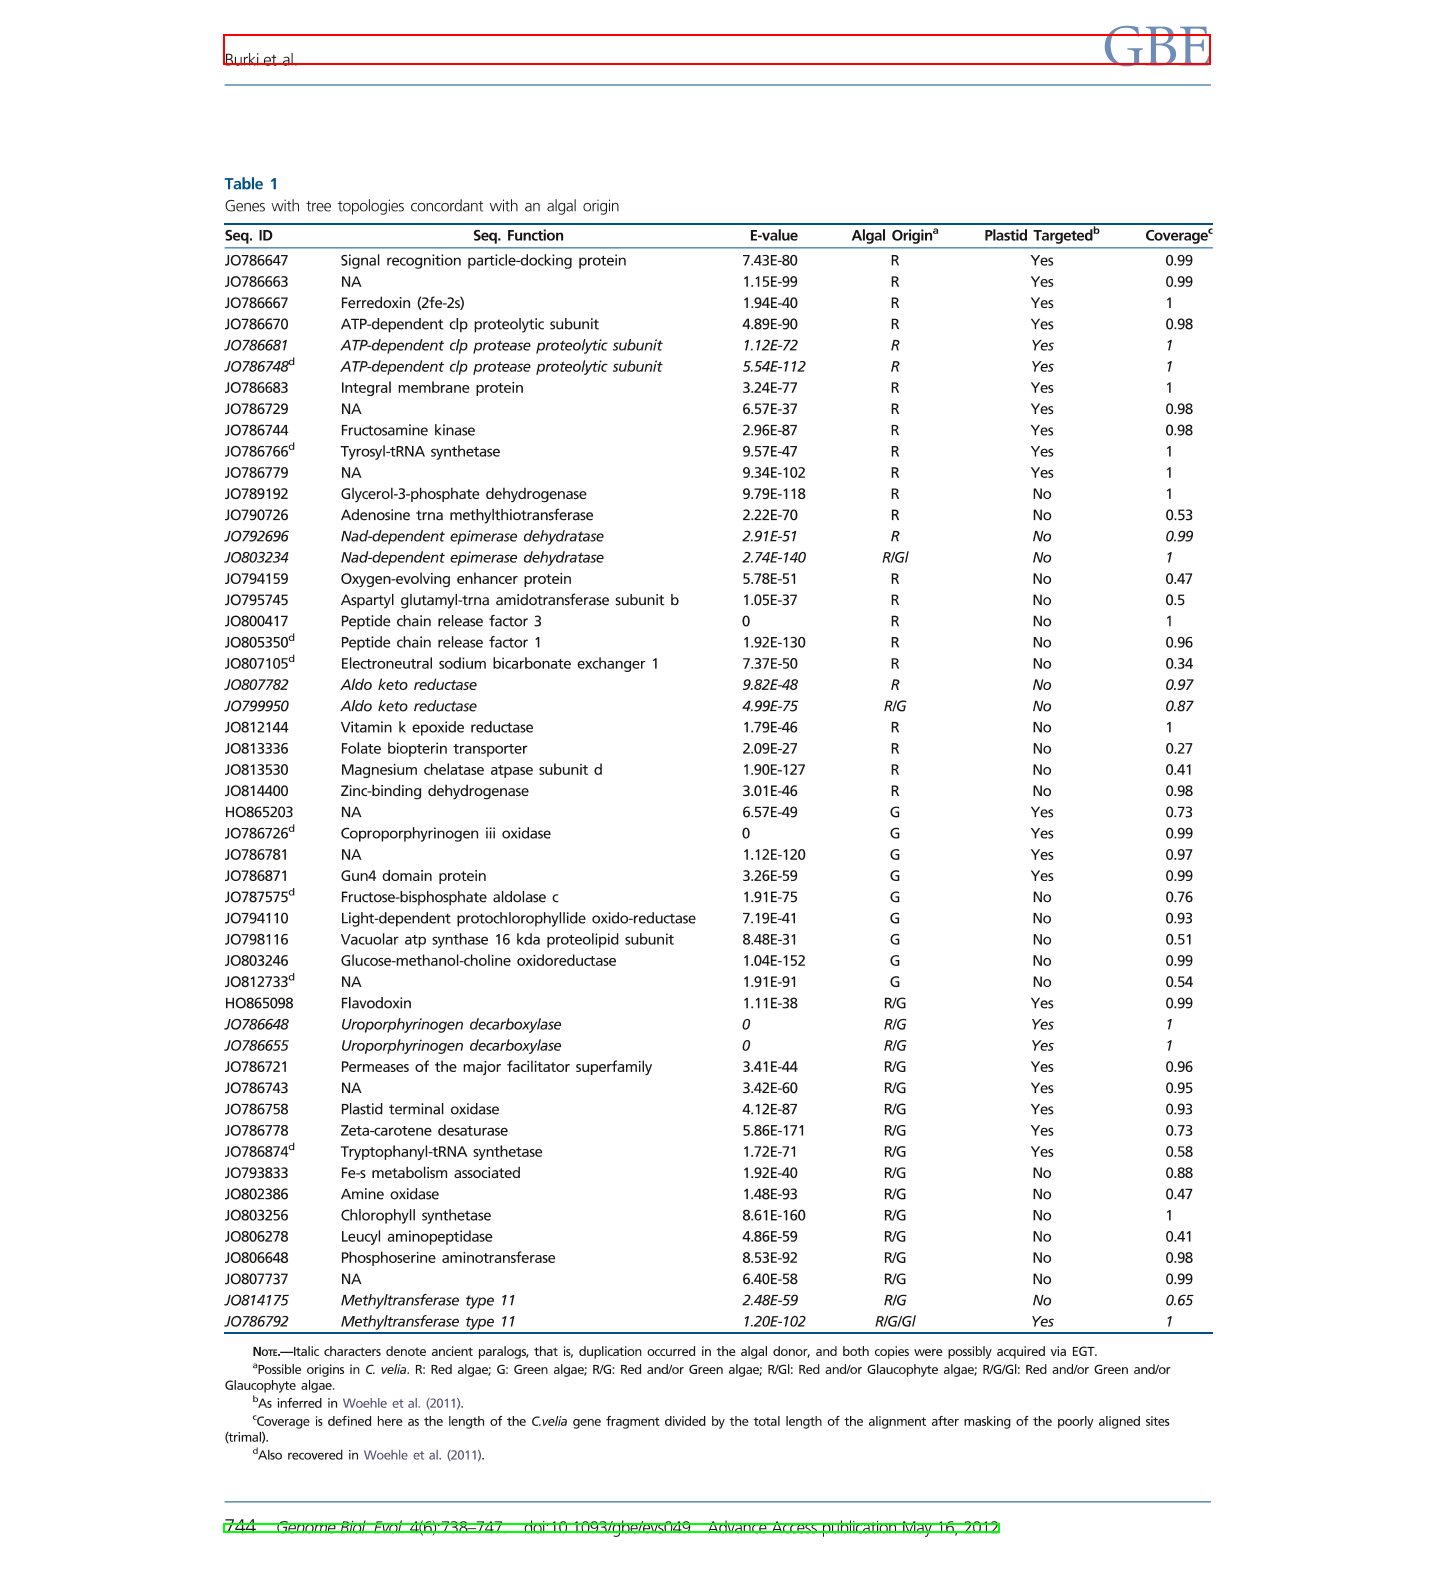 Burki et al.
GBE
Table 1
Genes with tree topologies concordant with an algal origin
Seq. ID Seq. Function E-value Algal Originᵃ Plastid Targetedᵇ Coverageᶜ
JO786647 Signal recognition particle-docking protein 7.43E-80 R Yes 0.99
JO786663 NA 1.15E-99 R Yes 0.99
JO786667 Ferredoxin (2fe-2s) 1.94E-40 R Yes 1
JO786670 ATP-dependent clp proteolytic subunit 4.89E-90 R Yes 0.98
JO786681 ATP-dependent clp protease proteolytic subunit 1.12E-72 R Yes 1
JO786748ᵈ ATP-dependent clp protease proteolytic subunit 5.54E-112 R Yes 1
JO786683 Integral membrane protein 3.24E-77 R Yes 1
JO786729 NA 6.57E-37 R Yes 0.98
JO786744 Fructosamine kinase 2.96E-87 R Yes 0.98
JO786766ᵈ Tyrosyl-tRNA synthetase 9.57E-47 R Yes 1
JO786779 NA 9.34E-102 R Yes 1
JO789192 Glycerol-3-phosphate dehydrogenase 9.79E-118 R No 1
JO790726 Adenosine trna methylthiotransferase 2.22E-70 R No 0.53
JO792696 Nad-dependent epimerase dehydratase 2.91E-51 R No 0.99
JO803234 Nad-dependent epimerase dehydratase 2.74E-140 R/Gl No 1
JO794159 Oxygen-evolving enhancer protein 5.78E-51 R No 0.47
JO795745 Aspartyl glutamyl-trna amidotransferase subunit b 1.05E-37 R No 0.5
JO800417 Peptide chain release factor 3 0 R No 1
JO805350ᵈ Peptide chain release factor 1 1.92E-130 R No 0.96
JO807105ᵈ Electroneutral sodium bicarbonate exchanger 1 7.37E-50 R No 0.34
JO807782 Aldo keto reductase 9.82E-48 R No 0.97
JO799950 Aldo keto reductase 4.99E-75 R/G No 0.87
JO812144 Vitamin k epoxide reductase 1.79E-46 R No 1
JO813336 Folate biopterin transporter 2.09E-27 R No 0.27
JO813530 Magnesium chelatase atpase subunit d 1.90E-127 R No 0.41
JO814400 Zinc-binding dehydrogenase 3.01E-46 R No 0.98
HO865203 NA 6.57E-49 G Yes 0.73
JO786726ᵈ Coproporphyrinogen iii oxidase 0 G Yes 0.99
JO786781 NA 1.12E-120 G Yes 0.97
JO786871 Gun4 domain protein 3.26E-59 G Yes 0.99
JO787575ᵈ Fructose-bisphosphate aldolase c 1.91E-75 G No 0.76
JO794110 Light-dependent protochlorophyllide oxido-reductase 7.19E-41 G No 0.93
JO798116 Vacuolar atp synthase 16 kda proteolipid subunit 8.48E-31 G No 0.51
JO803246 Glucose-methanol-choline oxidoreductase 1.04E-152 G No 0.99
JO812733ᵈ NA 1.91E-91 G No 0.54
HO865098 Flavodoxin 1.11E-38 R/G Yes 0.99
JO786648 Uroporphyrinogen decarboxylase 0 R/G Yes 1
JO786655 Uroporphyrinogen decarboxylase 0 R/G Yes 1
JO786721 Permeases of the major facilitator superfamily 3.41E-44 R/G Yes 0.96
JO786743 NA 3.42E-60 R/G Yes 0.95
JO786758 Plastid terminal oxidase 4.12E-87 R/G Yes 0.93
JO786778 Zeta-carotene desaturase 5.86E-171 R/G Yes 0.73
JO786874ᵈ Tryptophanyl-tRNA synthetase 1.72E-71 R/G Yes 0.58
JO793833 Fe-s metabolism associated 1.92E-40 R/G No 0.88
JO802386 Amine oxidase 1.48E-93 R/G No 0.47
JO803256 Chlorophyll synthetase 8.61E-160 R/G No 1
JO806278 Leucyl aminopeptidase 4.86E-59 R/G No 0.41
JO806648 Phosphoserine aminotransferase 8.53E-92 R/G No 0.98
JO807737 NA 6.40E-58 R/G No 0.99
JO814175 Methyltransferase type 11 2.48E-59 R/G No 0.65
JO786792 Methyltransferase type 11 1.20E-102 R/G/Gl Yes 1
NOTE.—Italic characters denote ancient paralogs, that is, duplication occurred in the algal donor, and both copies were possibly acquired via EGT.
ᵃPossible origins in C. velia. R: Red algae; G: Green algae; R/G: Red and/or Green algae; R/Gl: Red and/or Glaucophyte algae; R/G/Gl: Red and/or Green and/or
Glaucophyte algae.
ᵇAs inferred in Woehle et al. (2011).
ᶜCoverage is defined here as the length of the C.velia gene fragment divided by the total length of the alignment after masking of the poorly aligned sites
(trimal).
ᵈAlso recovered in Woehle et al. (2011).
744 Genome Biol. Evol. 4(6):738–747. doi:10.1093/gbe/evs049 Advance Access publication May 16, 2012